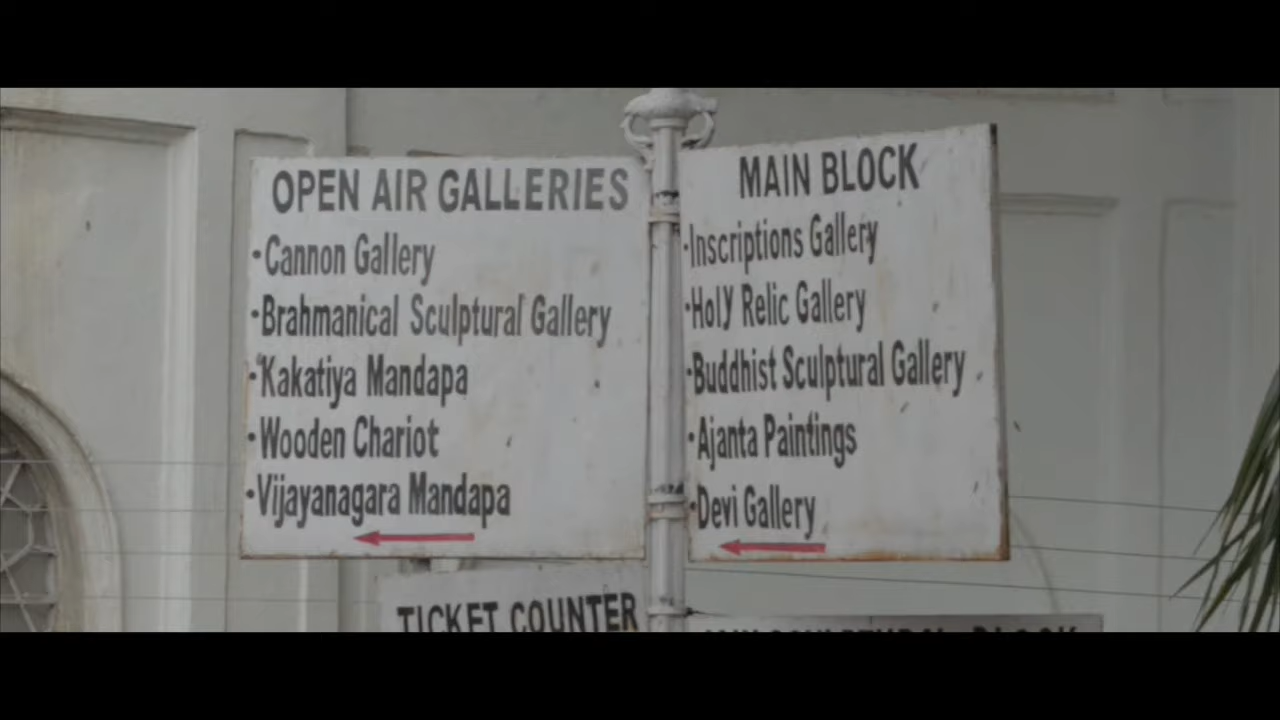 OPEN AIR GALLERIES
•Cannon Gallery
•Brahmanical Sculptural Gallery
•Kakatiya Mandapa
•Wooden Chariot
•Vijayanagara Mandapa
MAIN BLOCK
•Inscriptions Gallery
•HolY Relic Gallery
•Buddhist Sculptural Gallery
•Ajanta Paintings
•Devi Gallery
TICKET COUNTER
BLOCK